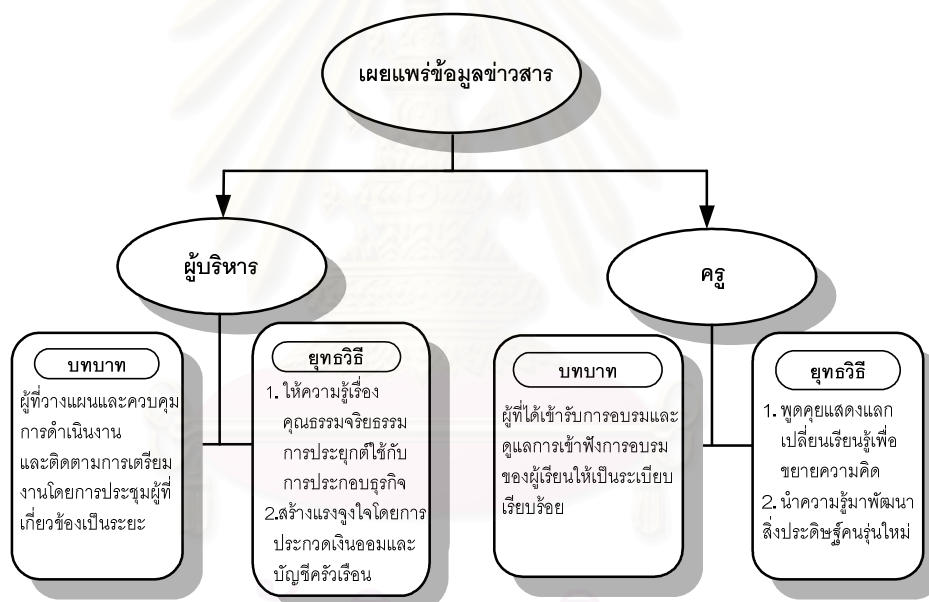 เผยแพร่ข้อมูลข่าวสาร
ผู้บริหาร
ครู
บทบาท
ผู้ที่วางแผนและควบคุม
การดำเนินงาน
และติดตามการเตรียม
งานโดยการประชุมผู้ที่
เกี่ยวข้องเป็นระยะ
ยุทธวิธี
1. ให้ความรู้เรื่อง
คุณธรรมจริยธรรม
การประยุกต์ใช้กับ
การประกอบธุรกิจ
2.สร้างแรงจูงใจโดยการ
ประกวดเงินออมและ
บัญชีครัวเรือน
บทบาท
ผู้ที่ได้เข้ารับการอบรมและ
ดูแลการเข้าฟังการอบรม
ของผู้เรียนให้เป็นระเบียบ
เรียบร้อย
ยุทธวิธี
1. พูดคุยแสดงแลก
เปลี่ยนเรียนรู้เพื่อ
ขยายความคิด
2. นำความรู้มาพัฒนา
สิ่งประดิษฐ์คนรุ่นใหม่